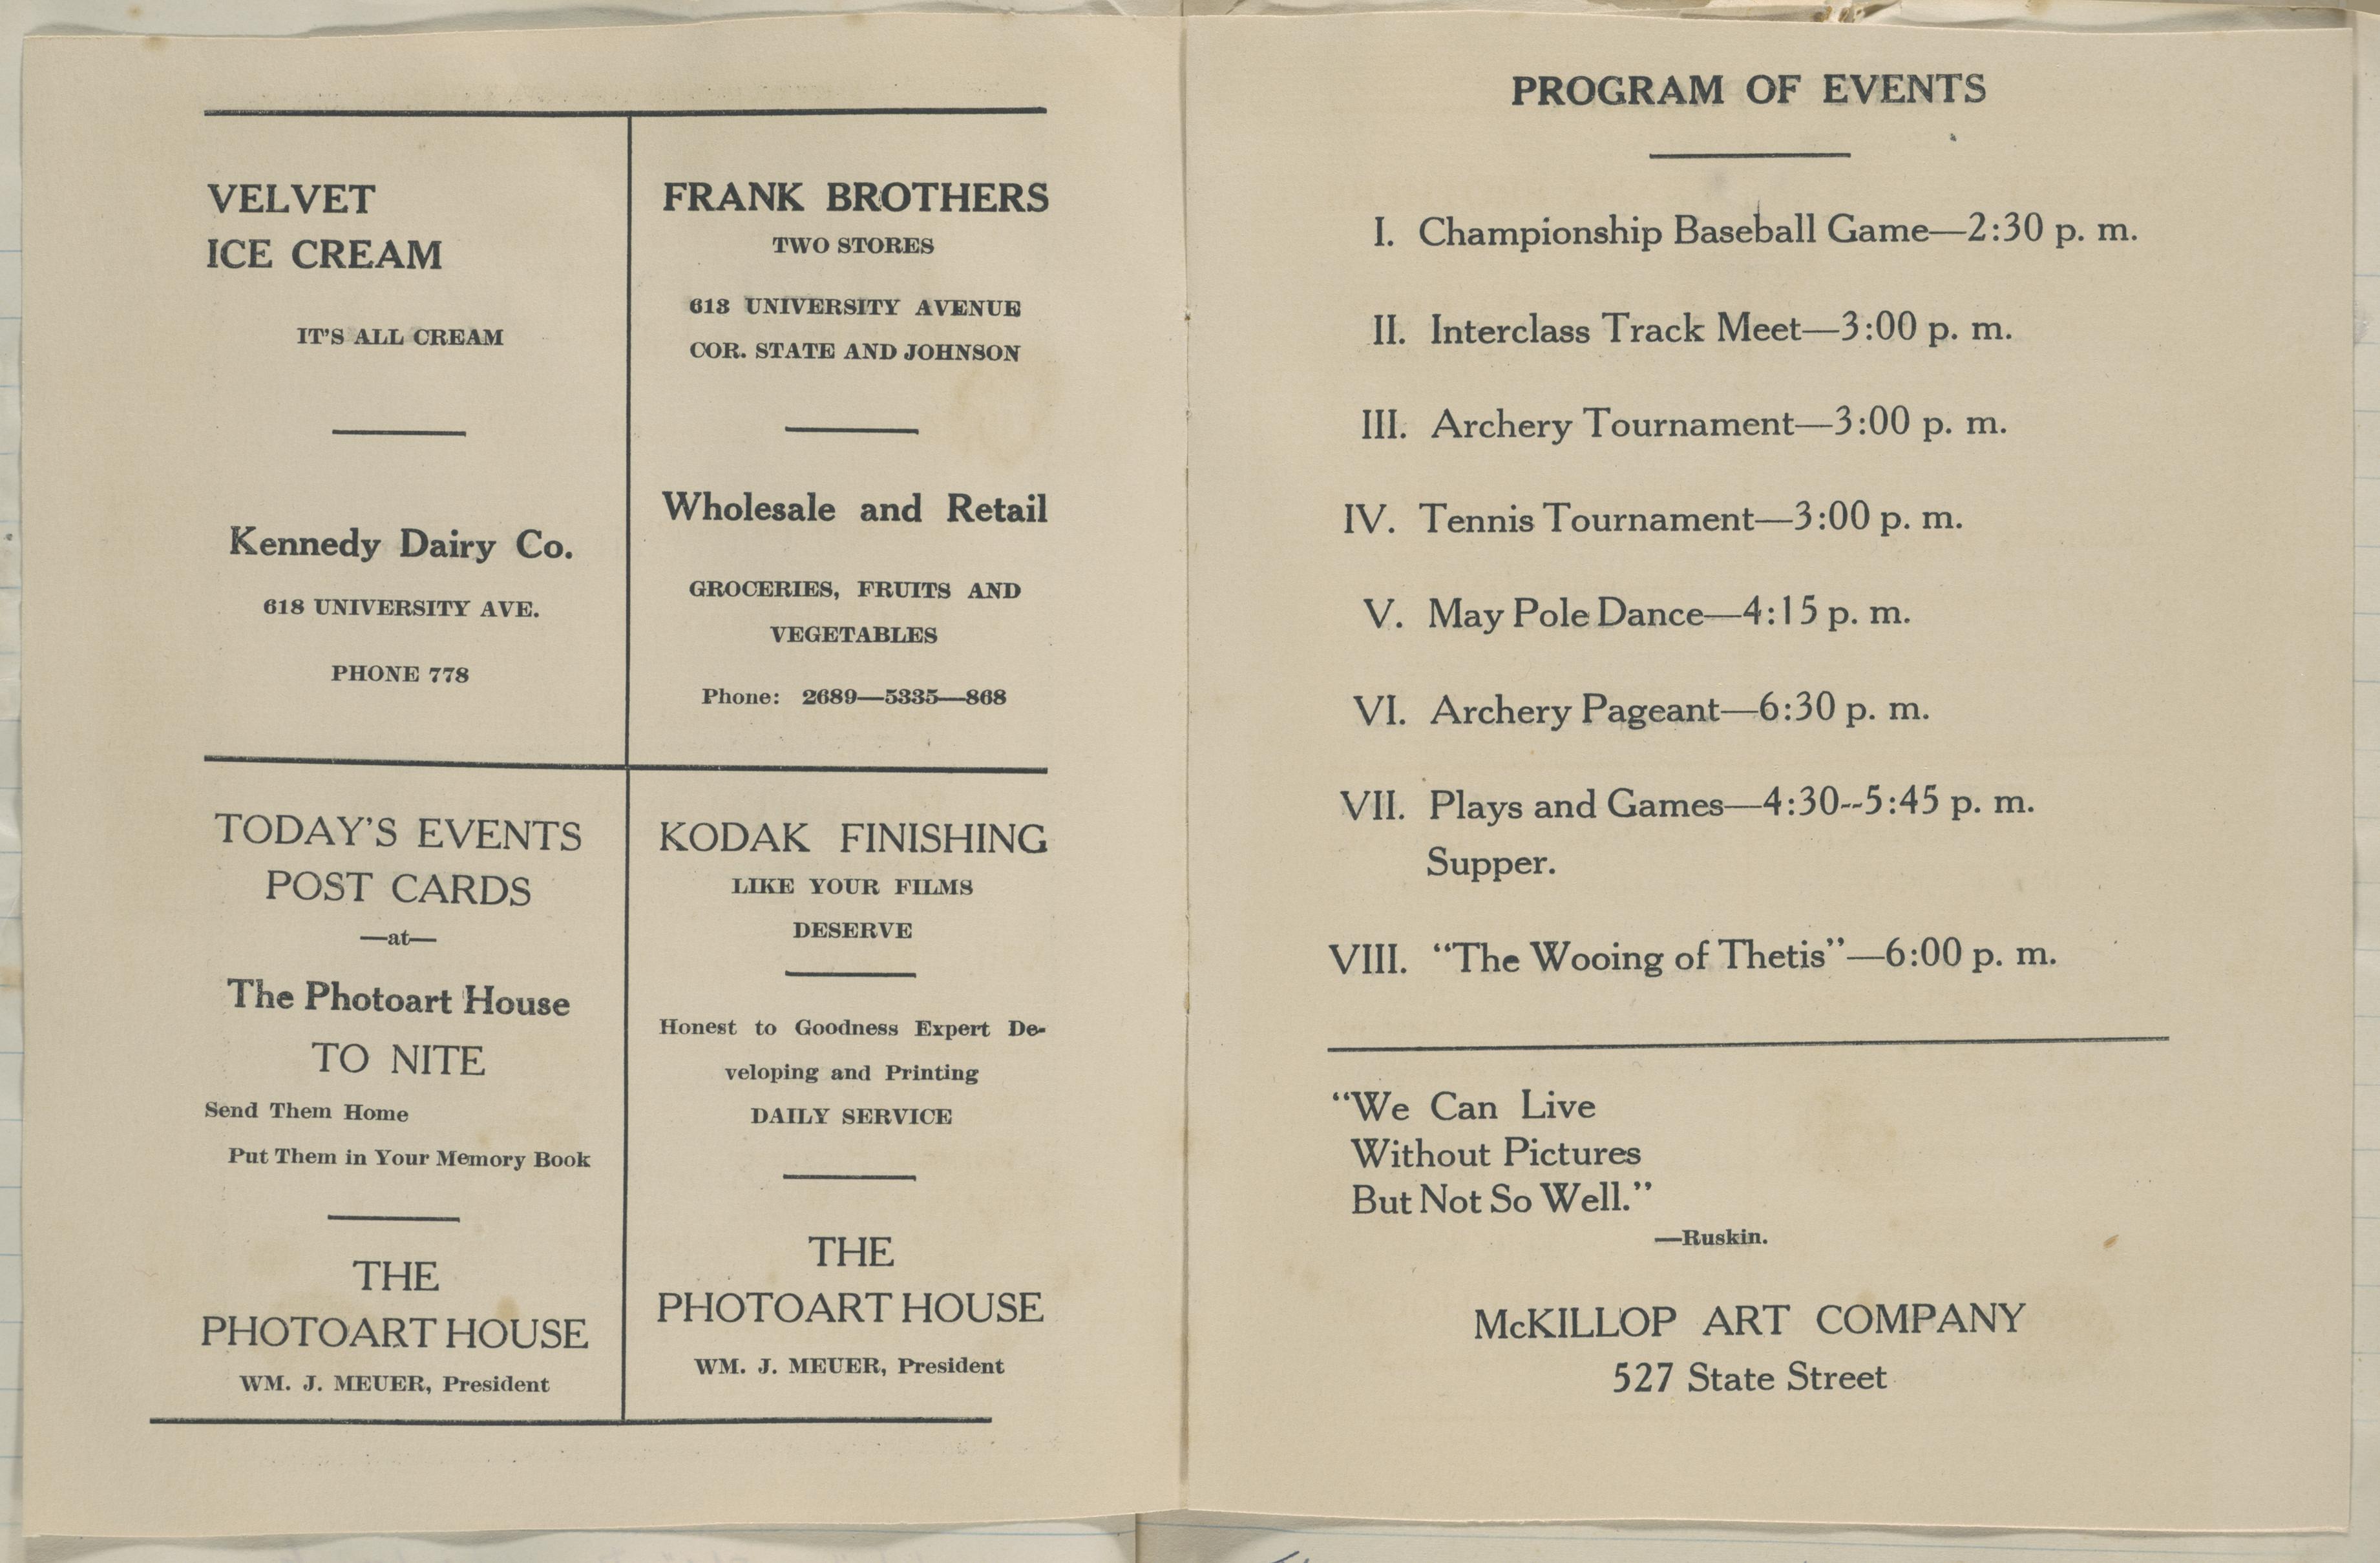 VELVET
ICE CREAM
IT'S ALL CREAM
Kennedy Dairy Co.
618 UNIVERSITY AVE.
PHONE 778
FRANK BROTHERS
TWO STORES
613 UNIVERSITY AVENUE
COR. STATE AND JOHNSON
Wholesale and Retail
GROCERIES, FRUITS AND
VEGETABLES
Phone: 2689—5335—868
TODAY'S EVENTS
POST CARDS
—at—
The Photoart House
TO NITE
Send Them Home
Put Them in Your Memory Book
THE
PHOTOART HOUSE
WM. J. MEUER, President
KODAK FINISHING
LIKE YOUR FILMS
DESERVE
Honest to Goodness Expert De-
veloping and Printing
DAILY SERVICE
THE
PHOTOART HOUSE
WM. J. MEUER, President
PROGRAM OF EVENTS
I. Championship Baseball Game—2:30 p. m.
II. Interclass Track Meet—3:00 p. m.
III. Archery Tournament—3:00 p. m.
IV. Tennis Tournament—3:00 p. m.
V. May Pole Dance—4:15 p. m.
VI. Archery Pageant—6:30 p. m.
VII. Plays and Games—4:30--5:45 p. m.
Supper.
VIII. "The Wooing of Thetis"—6:00 p. m.
"We Can Live
Without Pictures
But Not So Well."
—Ruskin.
McKILLOP ART COMPANY
527 State Street